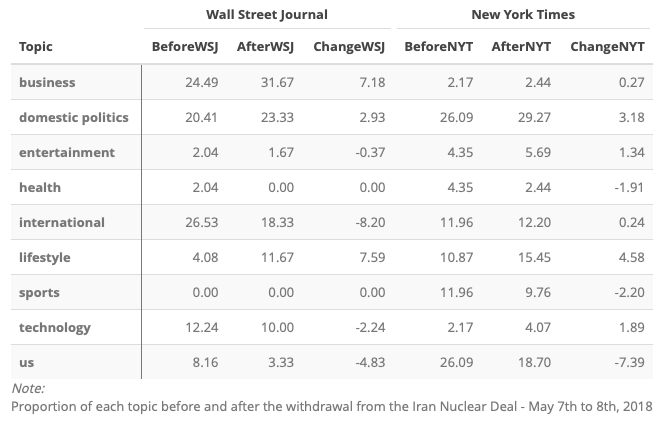 Wall Street Journal New York Times
Topic BeforeWSJ AfterWSJ ChangeWSJ BeforeNYT AfterNYT ChangeNYT
business 24.49 31.67 7.18 2.17 2.44 0.27
domestic politics 20.41 23.33 2.93 26.09 29.27 3.18
entertainment 2.04 1.67 -0.37 4.35 5.69 1.34
health 2.04 0.00 0.00 4.35 2.44 -1.91
international 26.53 18.33 -8.20 11.96 12.20 0.24
lifestyle 4.08 11.67 7.59 10.87 15.45 4.58
sports 0.00 0.00 0.00 11.96 9.76 -2.20
technology 12.24 10.00 -2.24 2.17 4.07 1.89
us 8.16 3.33 -4.83 26.09 18.70 -7.39
Note:
Proportion of each topic before and after the withdrawal from the Iran Nuclear Deal - May 7th to 8th, 2018